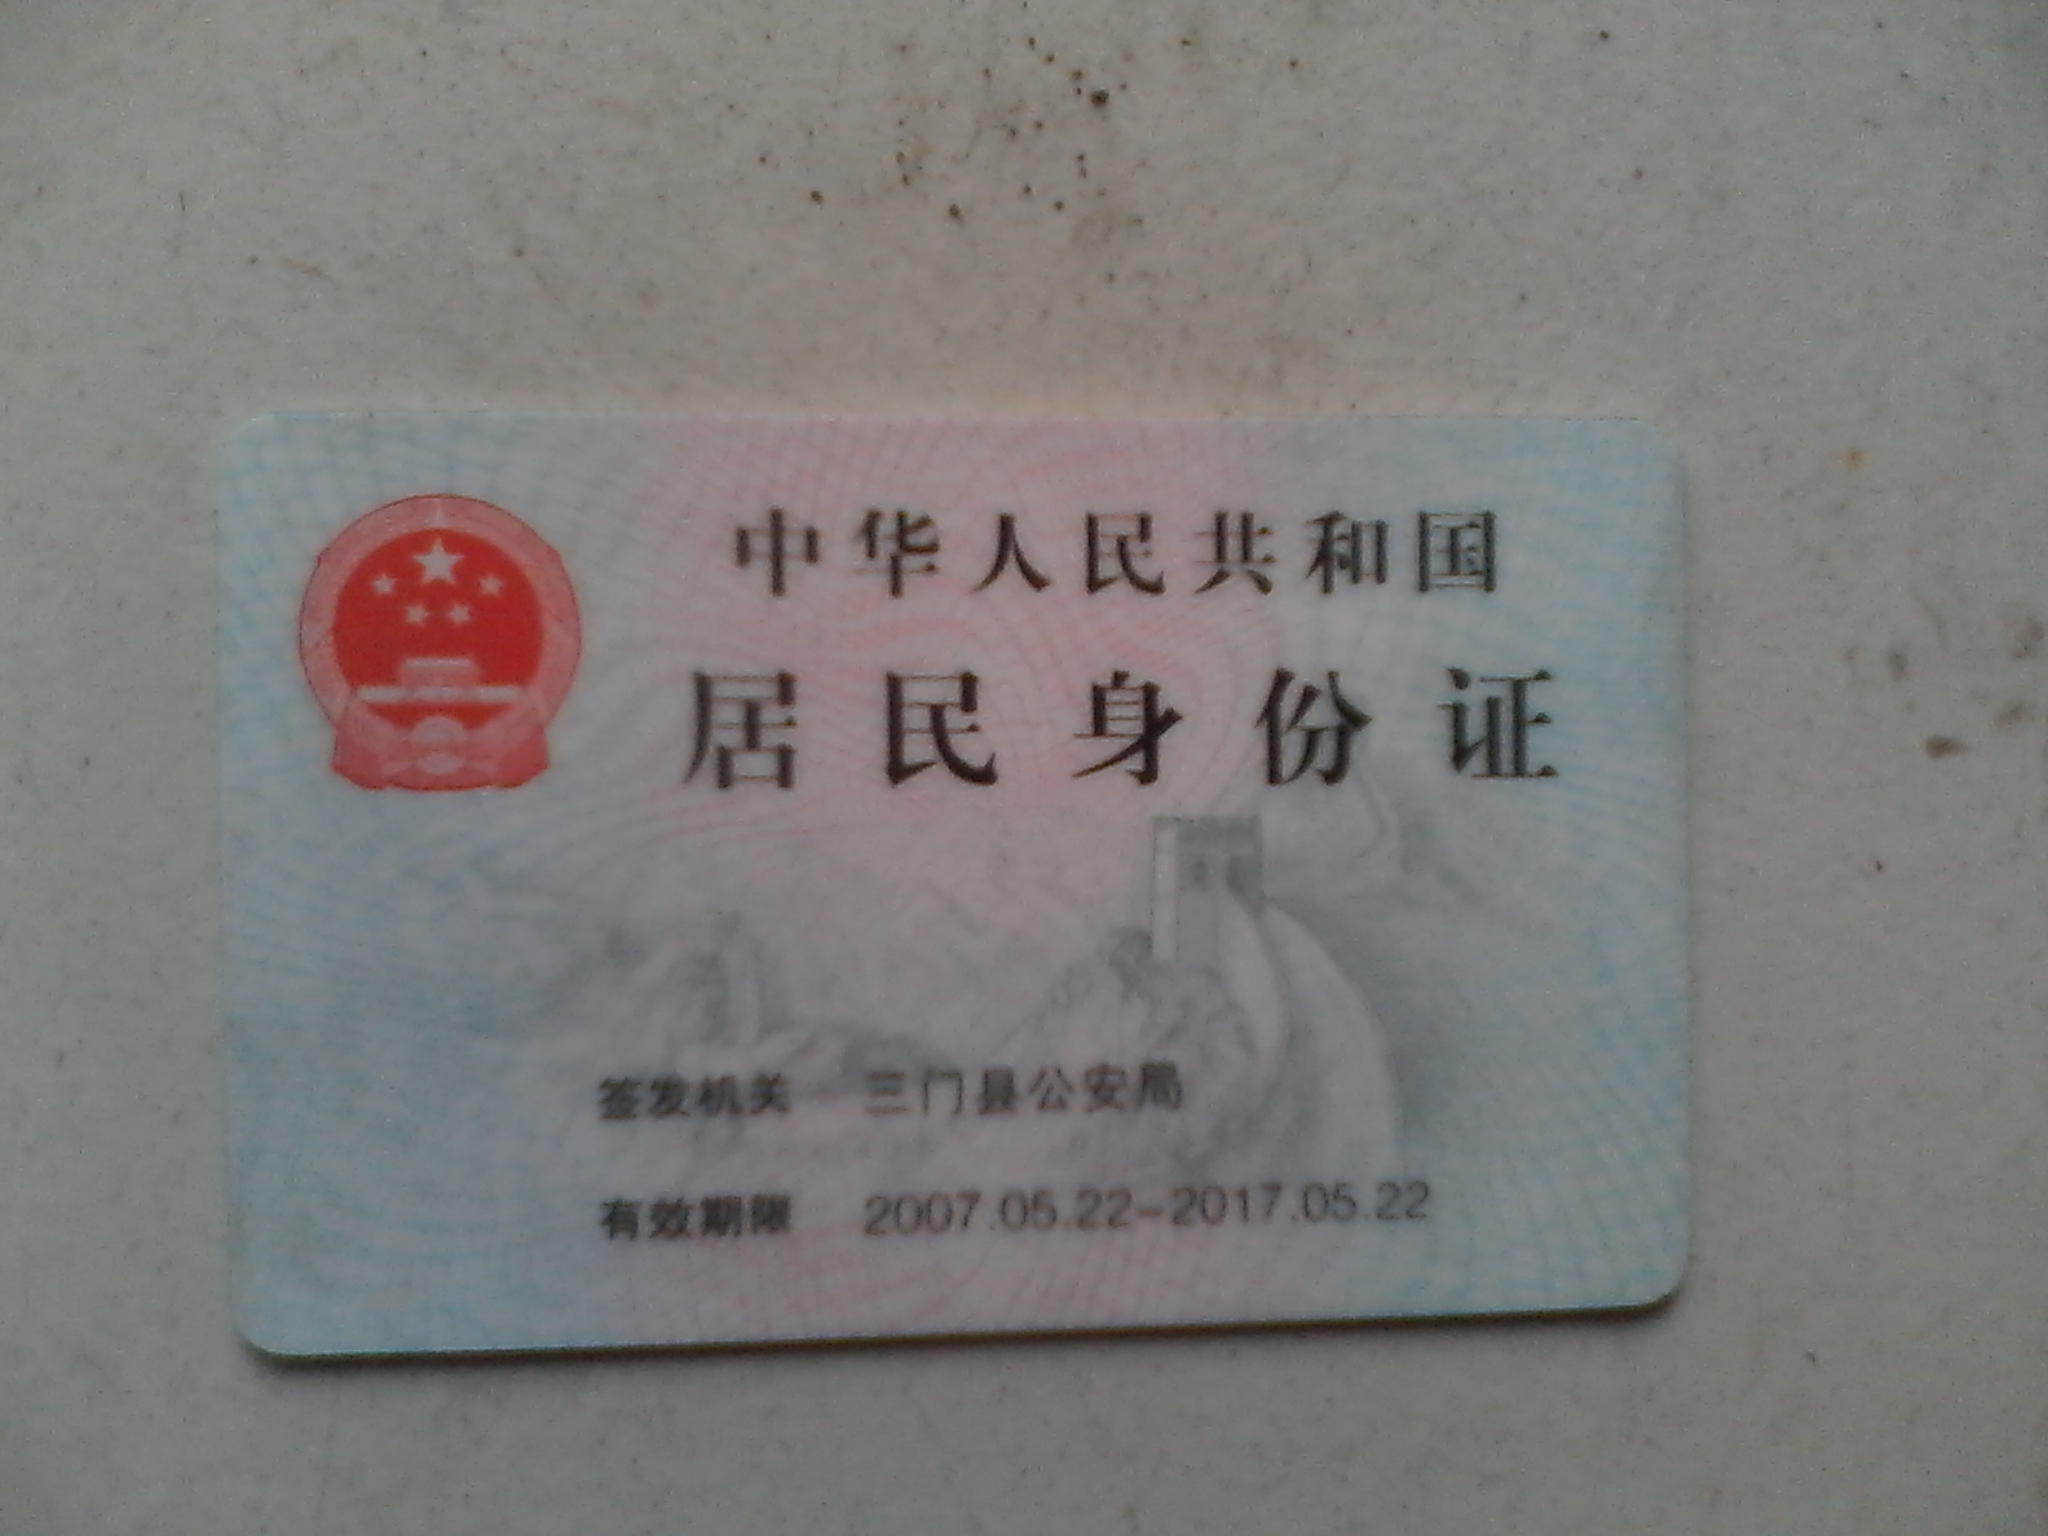 中华人民共和国
居民身份证
签发机关 三门县公安局
有效期限 2007.05.22-2017.05.22